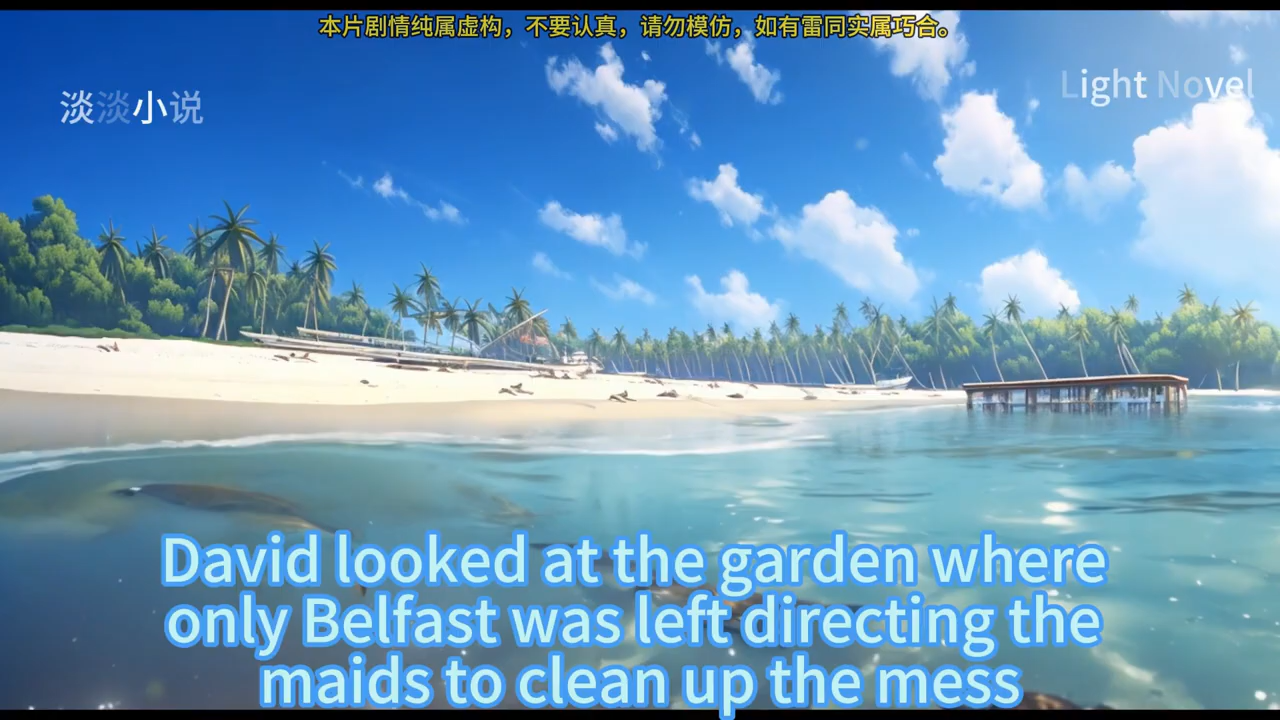 本片剧情纯属虚构，不要认真，请勿模仿，如有雷同实属巧合。
淡淡小说
Light Novel
David looked at the garden where
only Belfast was left directing the
maids to clean up the mess